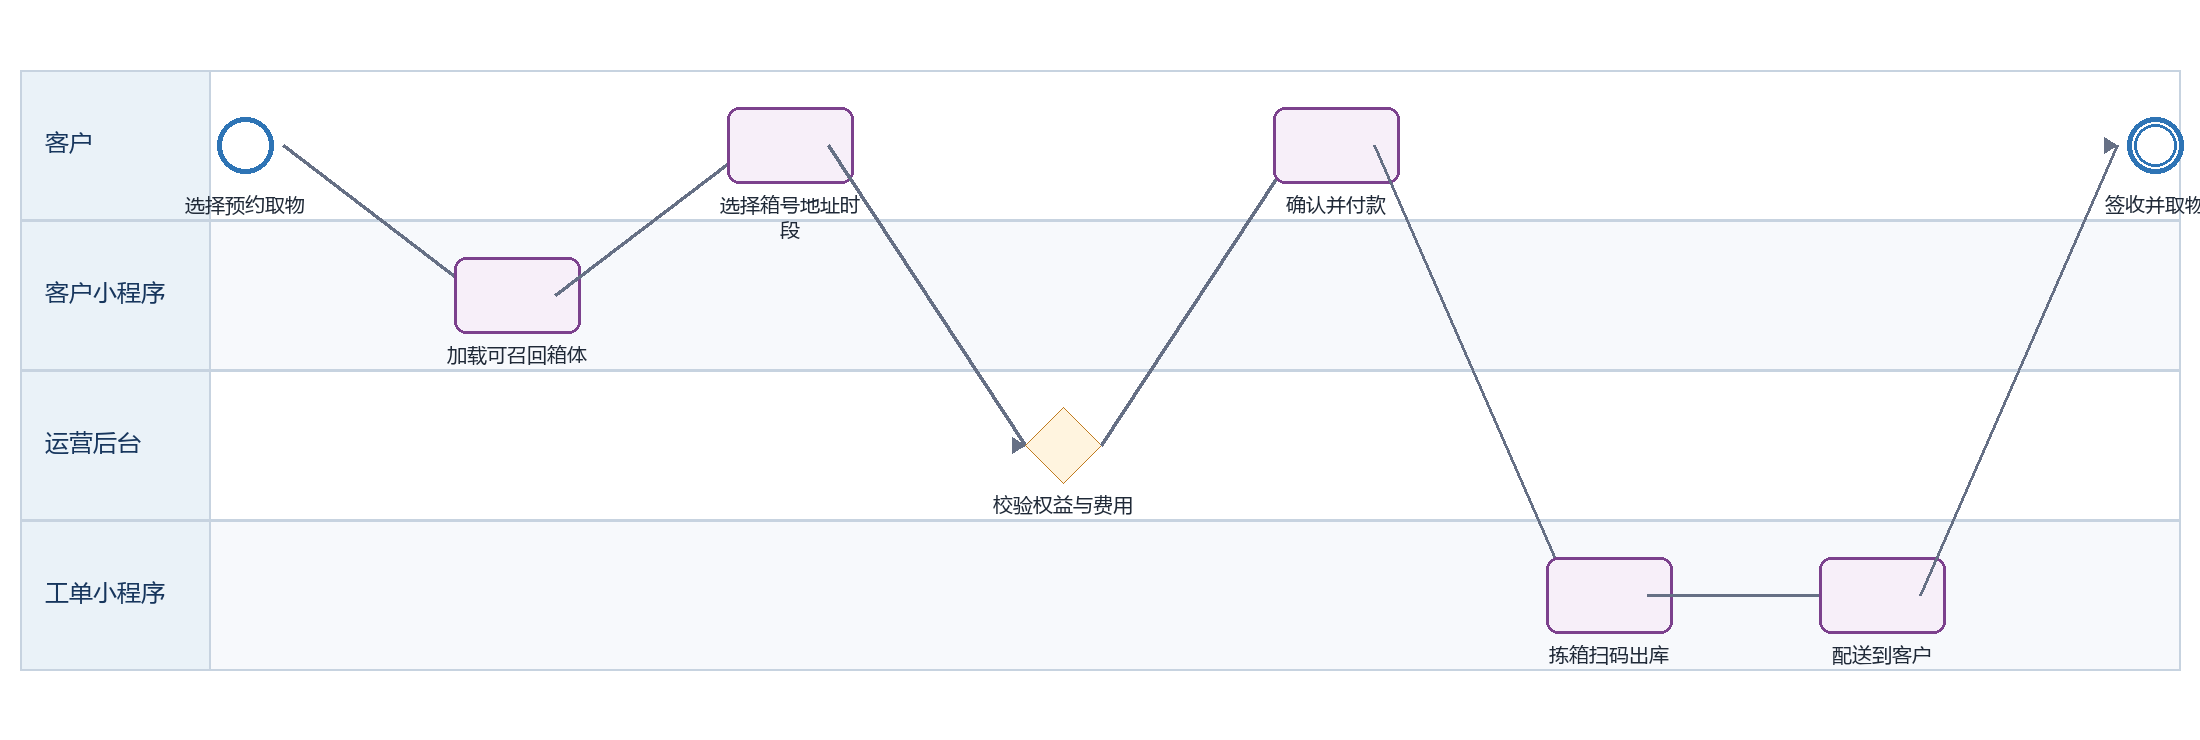 客户
选择预约取物
选择箱号地址时
段
确认并付款
签收并取物
客户小程序
加载可召回箱体
运营后台
校验权益与费用
工单小程序
拣箱扫码出库
配送到客户